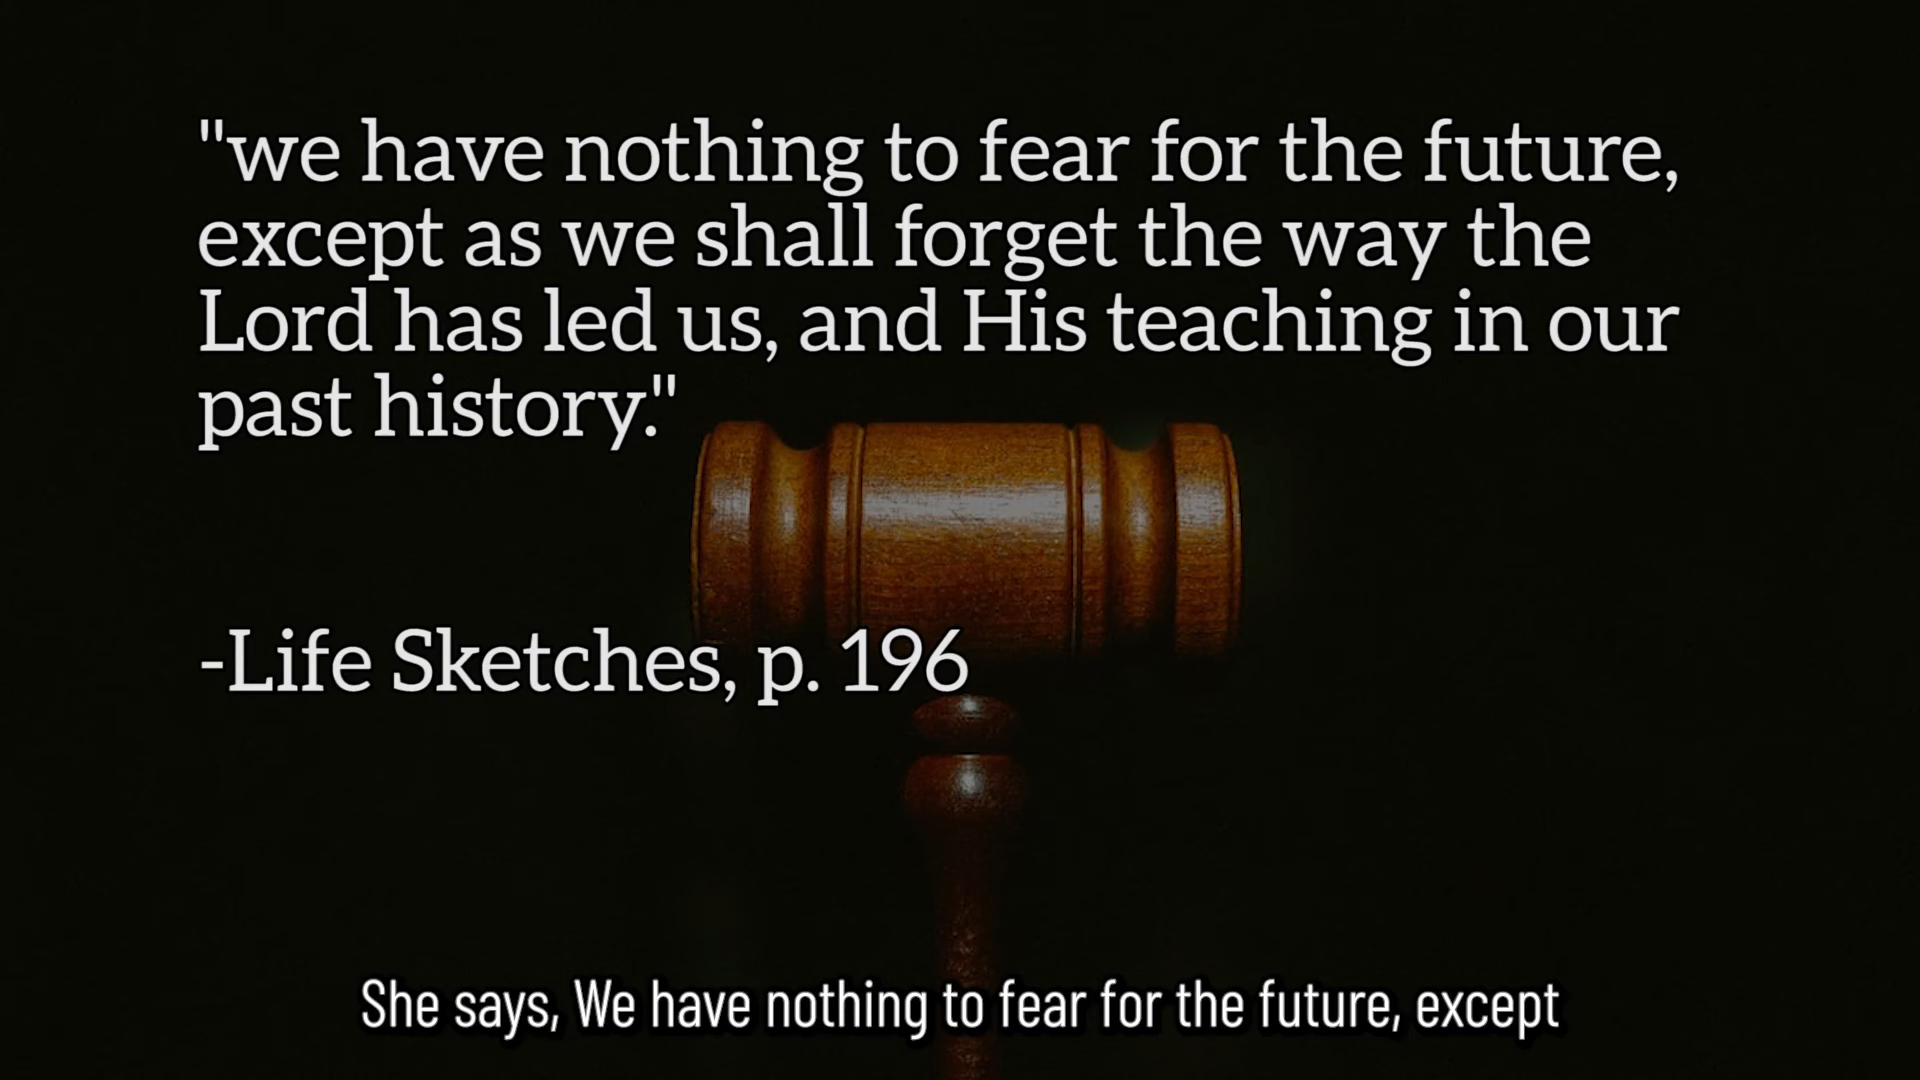 "we have nothing to fear for the future,
except as we shall forget the way the
Lord has led us, and His teaching in our
past history."
-Life Sketches, p. 196
She says, We have nothing to fear for the future, except